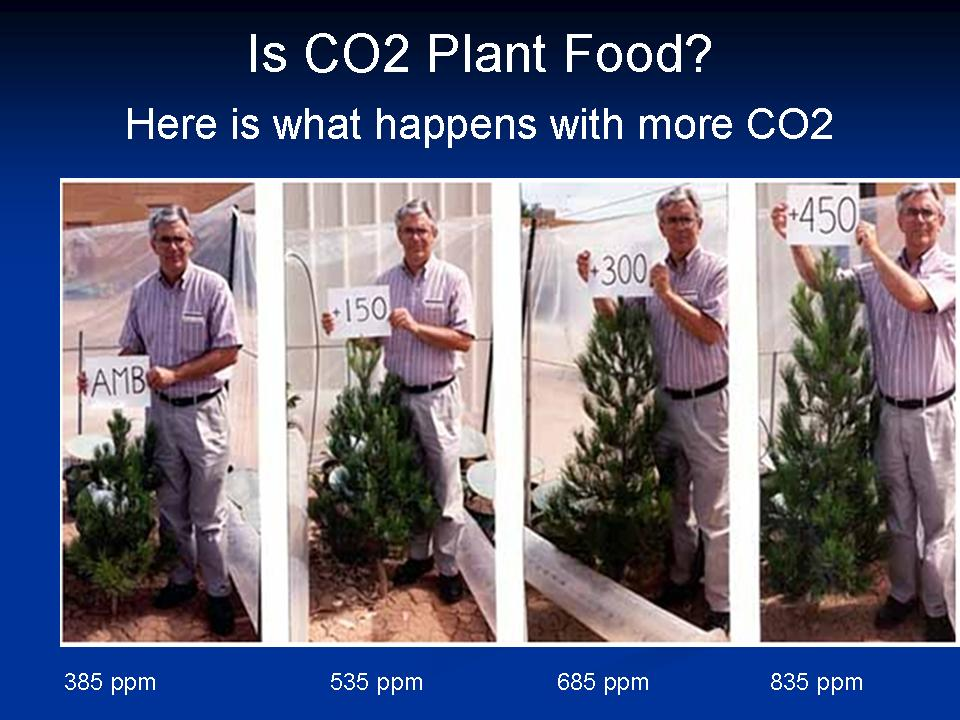 Is CO2 Plant Food?
Here is what happens with more CO2
AMB
+150
+300
+450
385 ppm
535 ppm
685 ppm
835 ppm